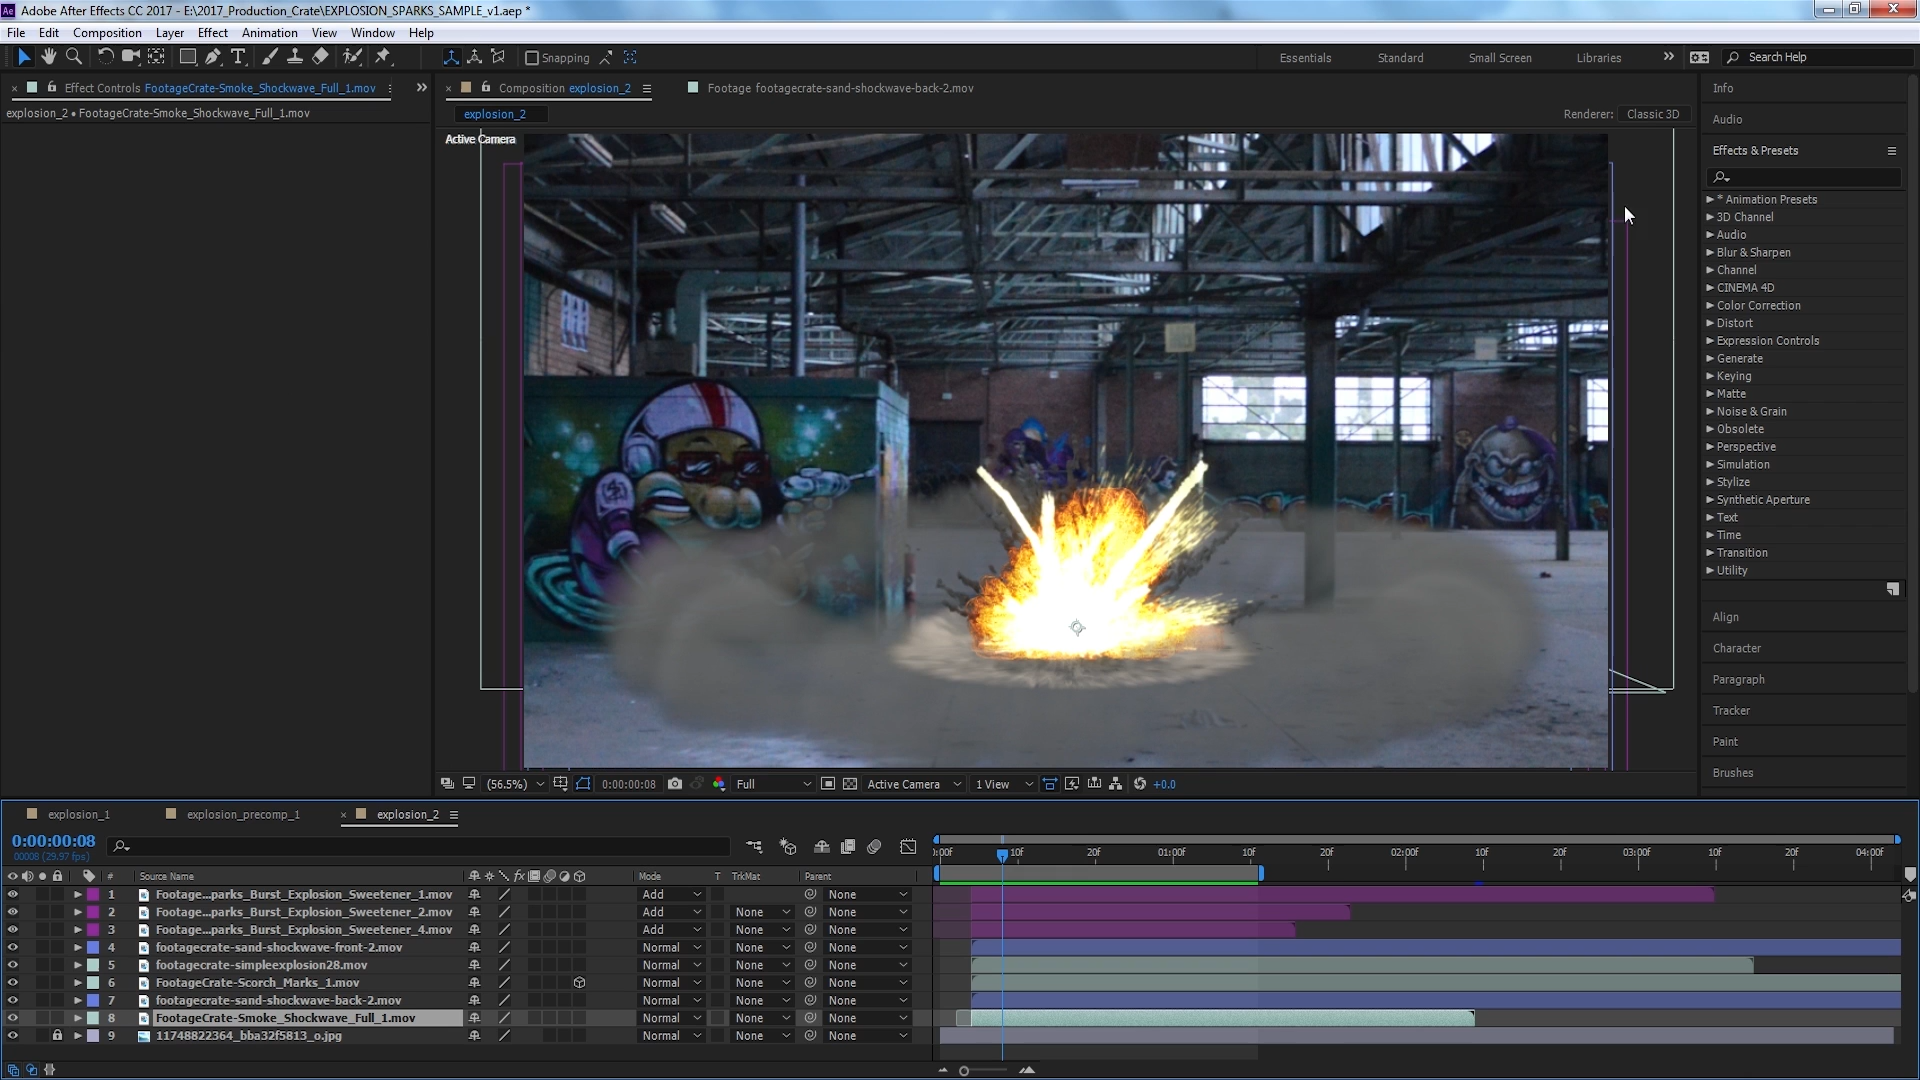 Adobe After Effects CC 2017 - E:\2017_Production_Crate\EXPLOSION_SPARKS_SAMPLE_v1.aep *
File Edit Composition Layer Effect Animation View Window Help
Snapping Essentials Standard Small Screen Libraries Search Help
Effect Controls FootageCrate-Smoke_Shockwave_Full_1.mov
explosion_2 • FootageCrate-Smoke_Shockwave_Full_1.mov
Composition explosion_2 Footage footagecrate-sand-shockwave-back-2.mov
explosion_2 Renderer: Classic 3D
Active Camera
(56.5%) 0:00:00:08 Full Active Camera 1 View +0.0
Info
Audio
Effects & Presets
* Animation Presets
3D Channel
Audio
Blur & Sharpen
Channel
CINEMA 4D
Color Correction
Distort
Expression Controls
Generate
Keying
Matte
Noise & Grain
Obsolete
Perspective
Simulation
Stylize
Synthetic Aperture
Text
Time
Transition
Utility
Align
Character
Paragraph
Tracker
Paint
Brushes
explosion_1 explosion_precomp_1 explosion_2
0:00:00:08
00008 (29.97 fps)
):00f 10f 20f 01:00f 10f 20f 02:00f 10f 20f 03:00f 10f 20f 04:00f
# Source Name fx Mode T TrkMat Parent
1 Footage...parks_Burst_Explosion_Sweetener_1.mov Add None
2 Footage...parks_Burst_Explosion_Sweetener_2.mov Add None None
3 Footage...parks_Burst_Explosion_Sweetener_4.mov Add None None
4 footagecrate-sand-shockwave-front-2.mov Normal None None
5 footagecrate-simpleexplosion28.mov Normal None None
6 FootageCrate-Scorch_Marks_1.mov Normal None None
7 footagecrate-sand-shockwave-back-2.mov Normal None None
8 FootageCrate-Smoke_Shockwave_Full_1.mov Normal None None
9 11748822364_bba32f5813_o.jpg Normal None None